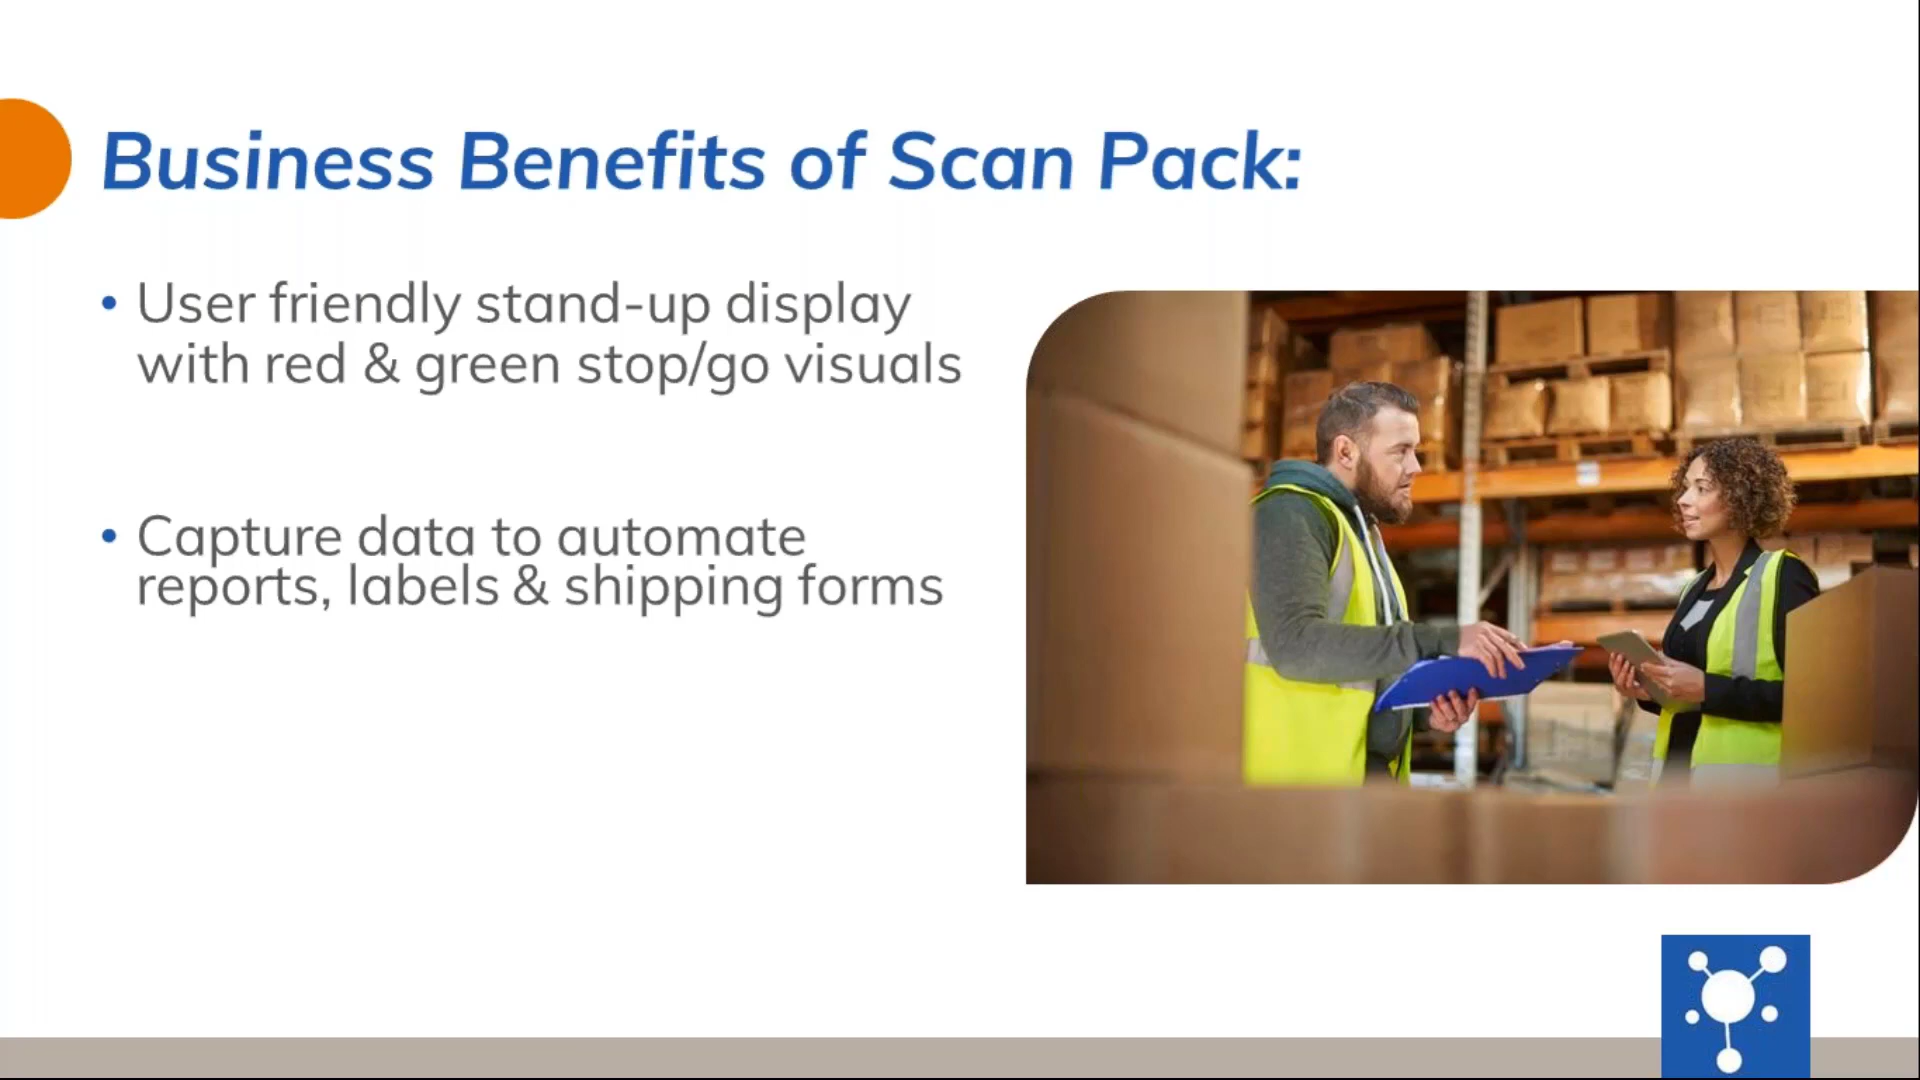 Business Benefits of Scan Pack:
• User friendly stand-up display
with red & green stop/go visuals
• Capture data to automate
reports, labels & shipping forms